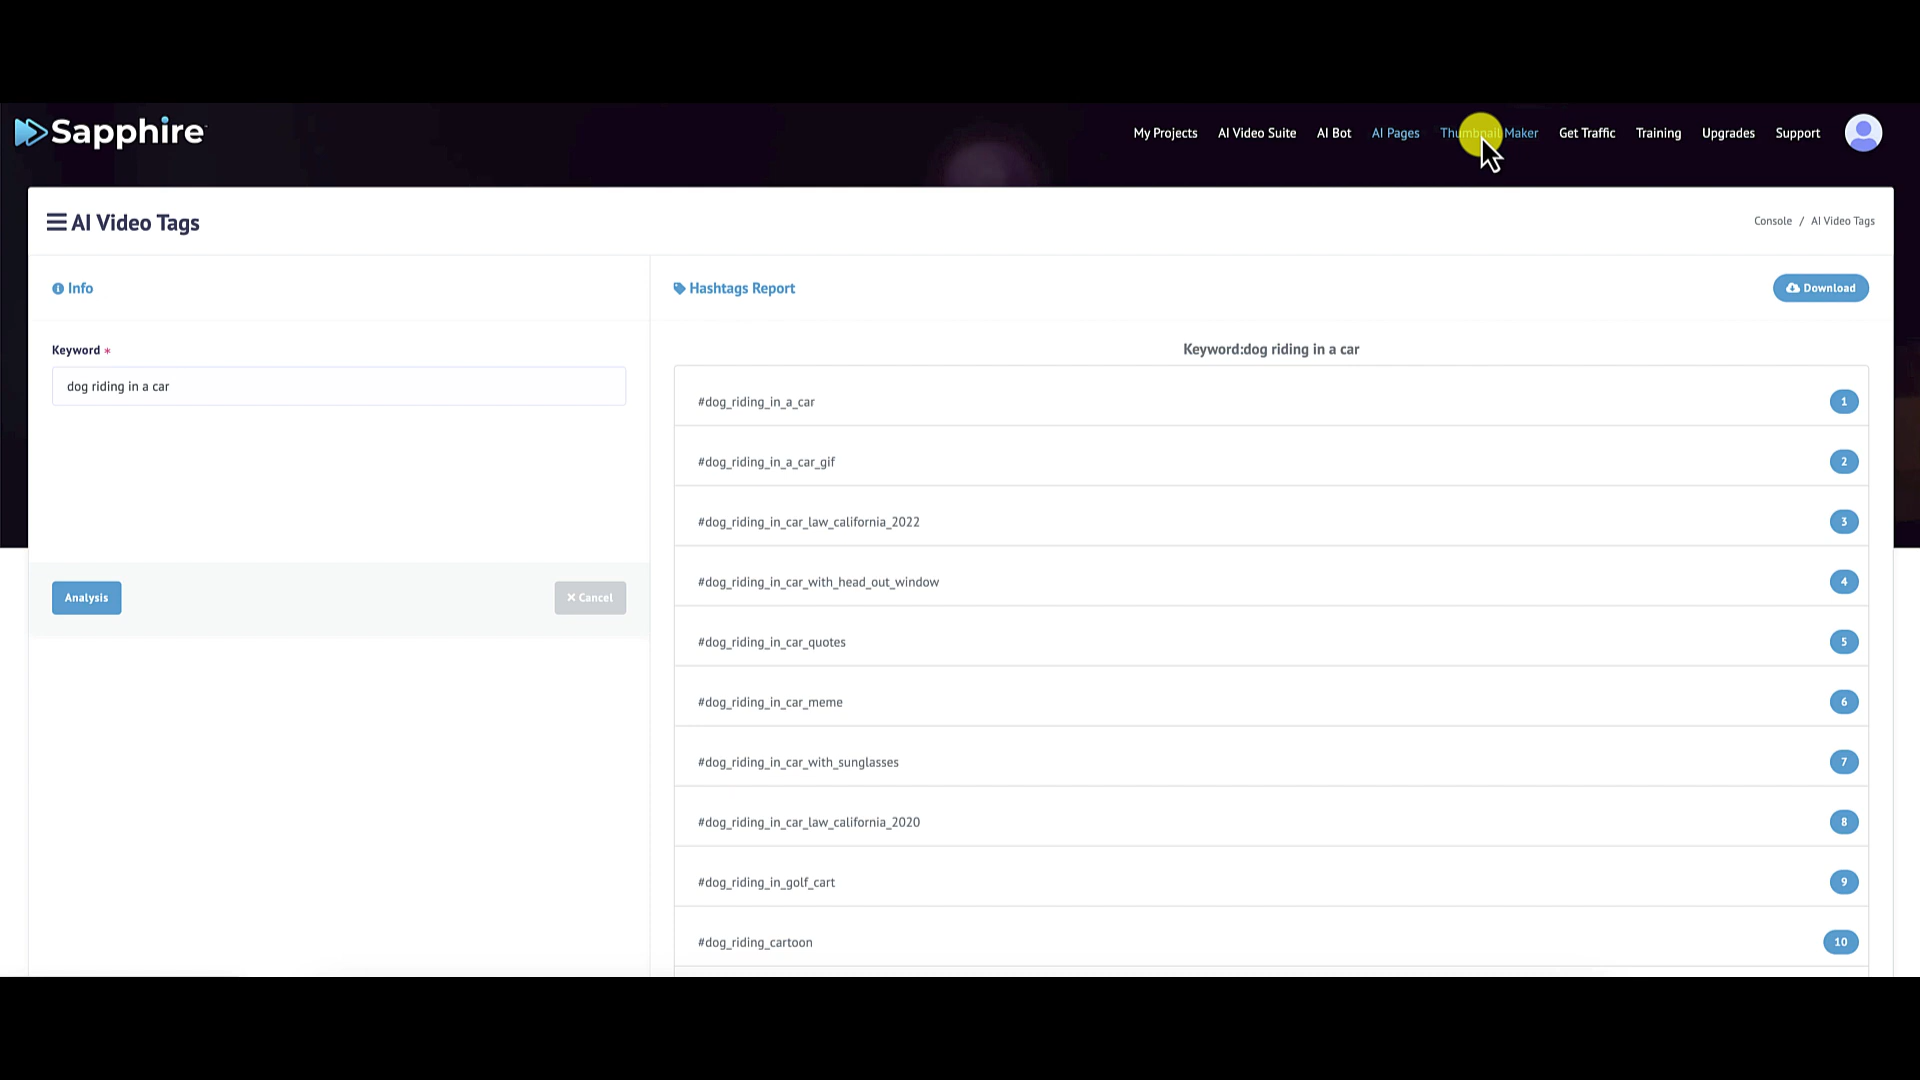 Sapphire
My Projects AI Video Suite AI Bot AI Pages Thumbnail Maker Get Traffic Training Upgrades Support
AI Video Tags
Console / AI Video Tags
Info
Hashtags Report
Download
Keyword *
dog riding in a car
Analysis
Cancel
Keyword:dog riding in a car
#dog_riding_in_a_car 1
#dog_riding_in_a_car_gif 2
#dog_riding_in_car_law_california_2022 3
#dog_riding_in_car_with_head_out_window 4
#dog_riding_in_car_quotes 5
#dog_riding_in_car_meme 6
#dog_riding_in_car_with_sunglasses 7
#dog_riding_in_car_law_california_2020 8
#dog_riding_in_golf_cart 9
#dog_riding_cartoon 10